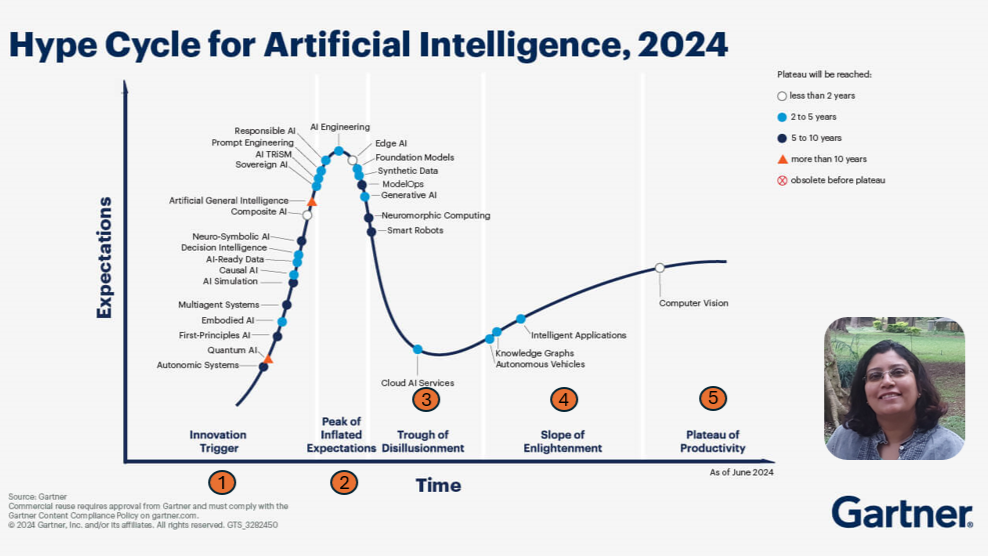 Hype Cycle for Artificial Intelligence, 2024
Plateau will be reached:
less than 2 years
2 to 5 years
5 to 10 years
more than 10 years
obsolete before plateau
Expectations
AI Engineering
Responsible AI
Prompt Engineering
AI TRiSM
Sovereign AI
Artificial General Intelligence
Composite AI
Neuro-Symbolic AI
Decision Intelligence
AI-Ready Data
Causal AI
AI Simulation
Multiagent Systems
Embodied AI
First-Principles AI
Quantum AI
Autonomic Systems
Edge AI
Foundation Models
Synthetic Data
ModelOps
Generative AI
Neuromorphic Computing
Smart Robots
Cloud AI Services
Intelligent Applications
Knowledge Graphs
Autonomous Vehicles
Computer Vision
3
4
5
Innovation
Trigger
Peak of
Inflated
Expectations
Trough of
Disillusionment
Slope of
Enlightenment
Plateau of
Productivity
As of June 2024
1
2
Time
Source: Gartner
Commercial reuse requires approval from Gartner and must comply with the
Gartner Content Compliance Policy on gartner.com.
© 2024 Gartner, Inc. and/or its affiliates. All rights reserved. GTS_3282450
Gartner®